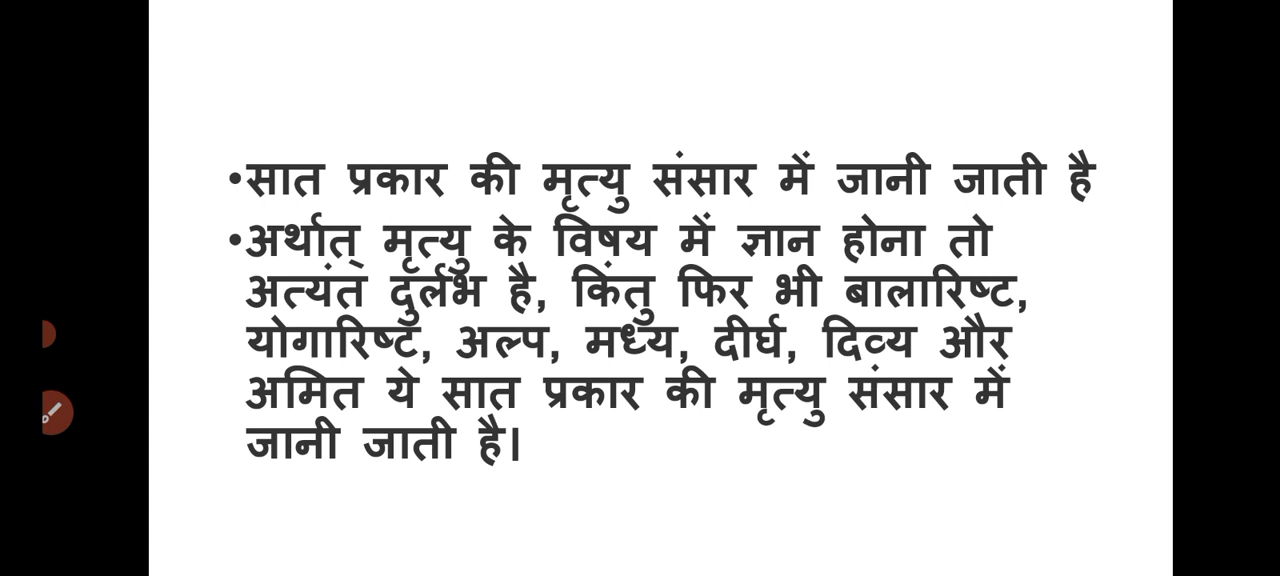 •सात प्रकार की मृत्यु संसार में जानी जाती है
•अर्थात् मृत्यु के विषय में ज्ञान होना तो
अत्यंत दुर्लभ है, किंतु फिर भी बालारिष्ट,
योगारिष्ट, अल्प, मध्य, दीर्घ, दिव्य और
अमित ये सात प्रकार की मृत्यु संसार में
जानी जाती है।